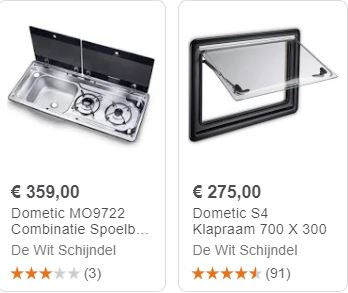 € 359,00
Dometic MO9722
Combinatie Spoelb...
De Wit Schijndel
(3)
€ 275,00
Dometic S4
Klapraam 700 X 300
De Wit Schijndel
(91)